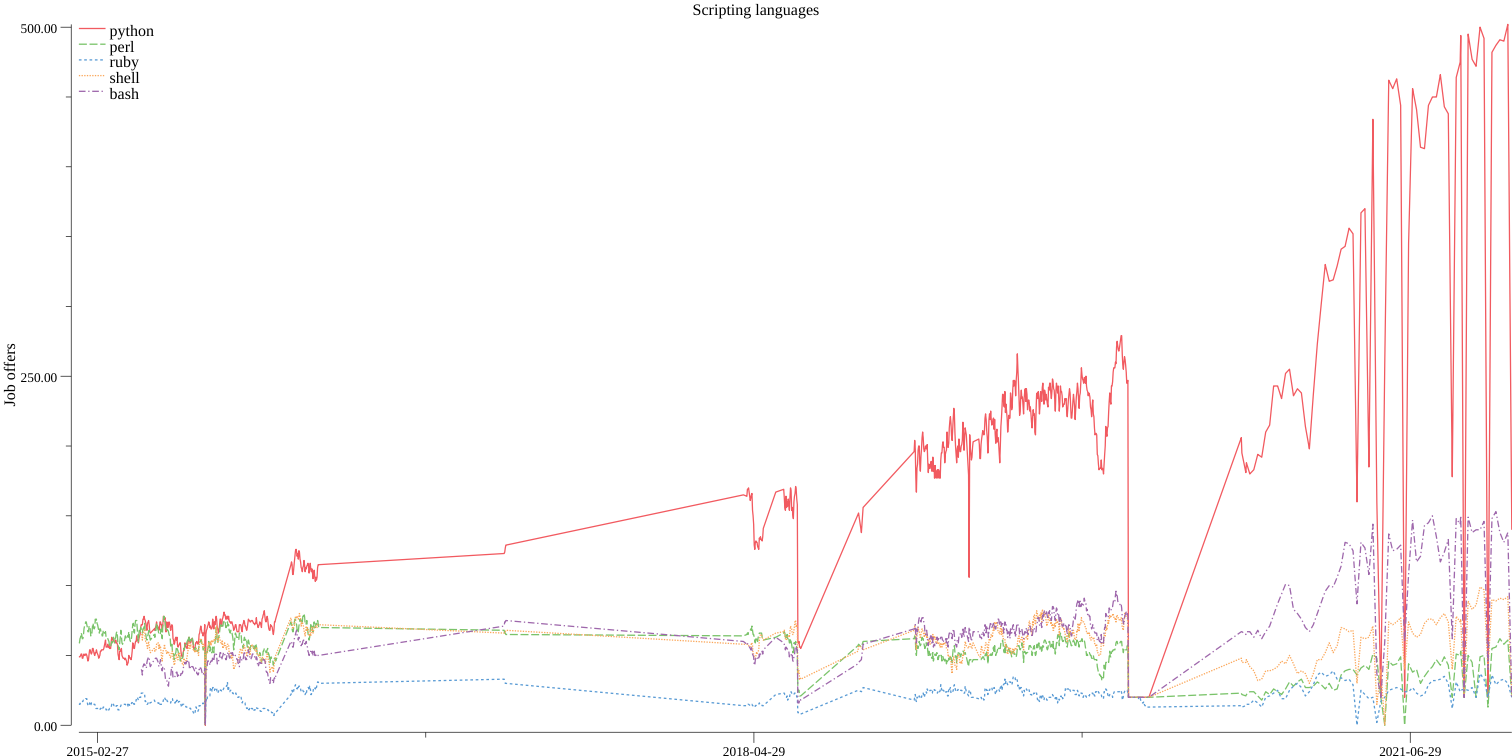 Scripting languages
500.00
python
perl
ruby
shell
bash
Job offers
250.00
0.00
2015-02-27
2018-04-29
2021-06-29